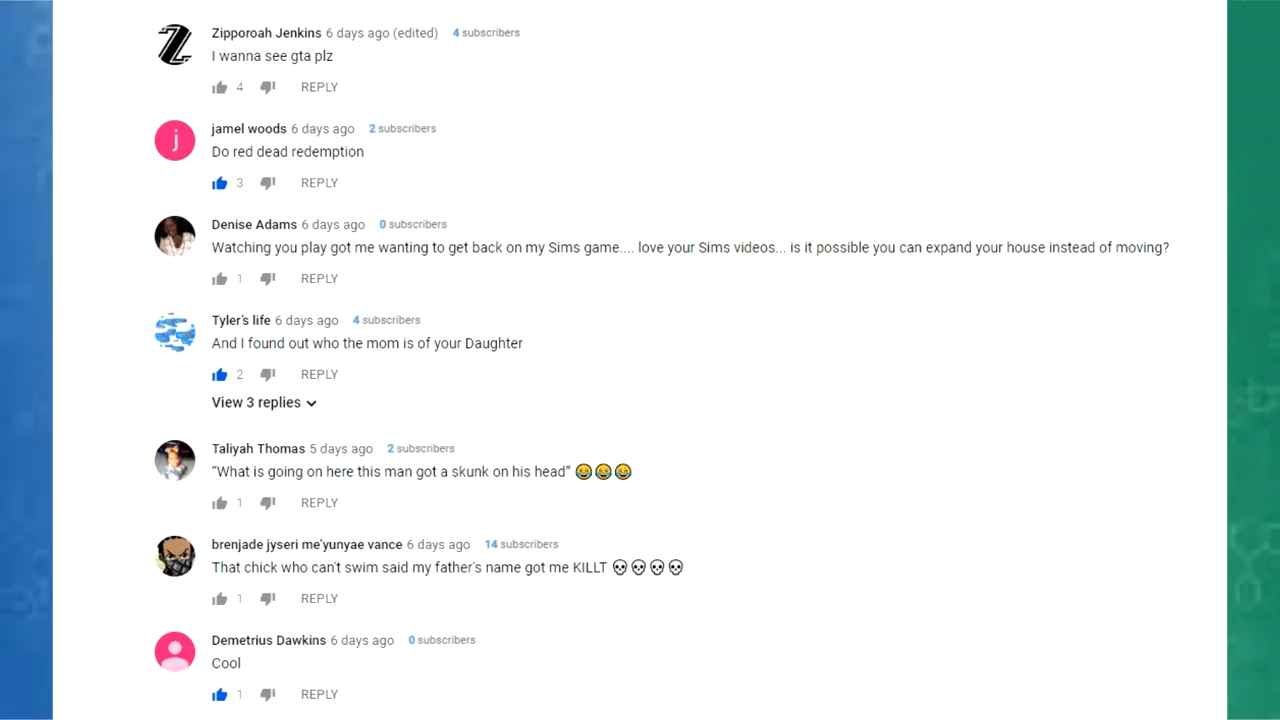 Zipporoah Jenkins 6 days ago (edited) 4 subscribers
I wanna see gta plz
4 REPLY
j
jamel woods 6 days ago 2 subscribers
Do red dead redemption
3 REPLY
Denise Adams 6 days ago 0 subscribers
Watching you play got me wanting to get back on my Sims game.... love your Sims videos... is it possible you can expand your house instead of moving?
1 REPLY
Tyler's life 6 days ago 4 subscribers
And I found out who the mom is of your Daughter
2 REPLY
View 3 replies
Taliyah Thomas 5 days ago 2 subscribers
“What is going on here this man got a skunk on his head” 😂😂😂
1 REPLY
brenjade jyseri me'yunyae vance 6 days ago 14 subscribers
That chick who can't swim said my father's name got me KILLT 💀💀💀💀
1 REPLY
Demetrius Dawkins 6 days ago 0 subscribers
Cool
1 REPLY